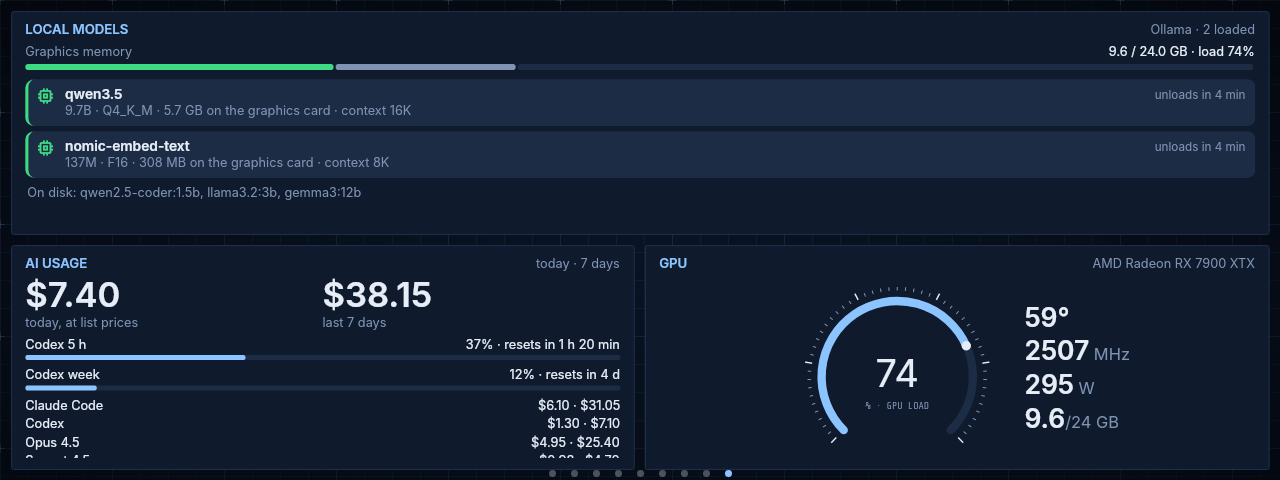 LOCAL MODELS
Ollama · 2 loaded
Graphics memory
9.6 / 24.0 GB · load 74%
qwen3.5
unloads in 4 min
9.7B · Q4_K_M · 5.7 GB on the graphics card · context 16K
nomic-embed-text
unloads in 4 min
137M · F16 · 308 MB on the graphics card · context 8K
On disk: qwen2.5-coder:1.5b, llama3.2:3b, gemma3:12b
AI USAGE
today · 7 days
$7.40
$38.15
today, at list prices
last 7 days
Codex 5 h
37% · resets in 1 h 20 min
Codex week
12% · resets in 4 d
Claude Code
$6.10 · $31.05
Codex
$1.30 · $7.10
Opus 4.5
$4.95 · $25.40
GPU
AMD Radeon RX 7900 XTX
74
% · GPU LOAD
59°
2507 MHz
295 W
9.6/24 GB